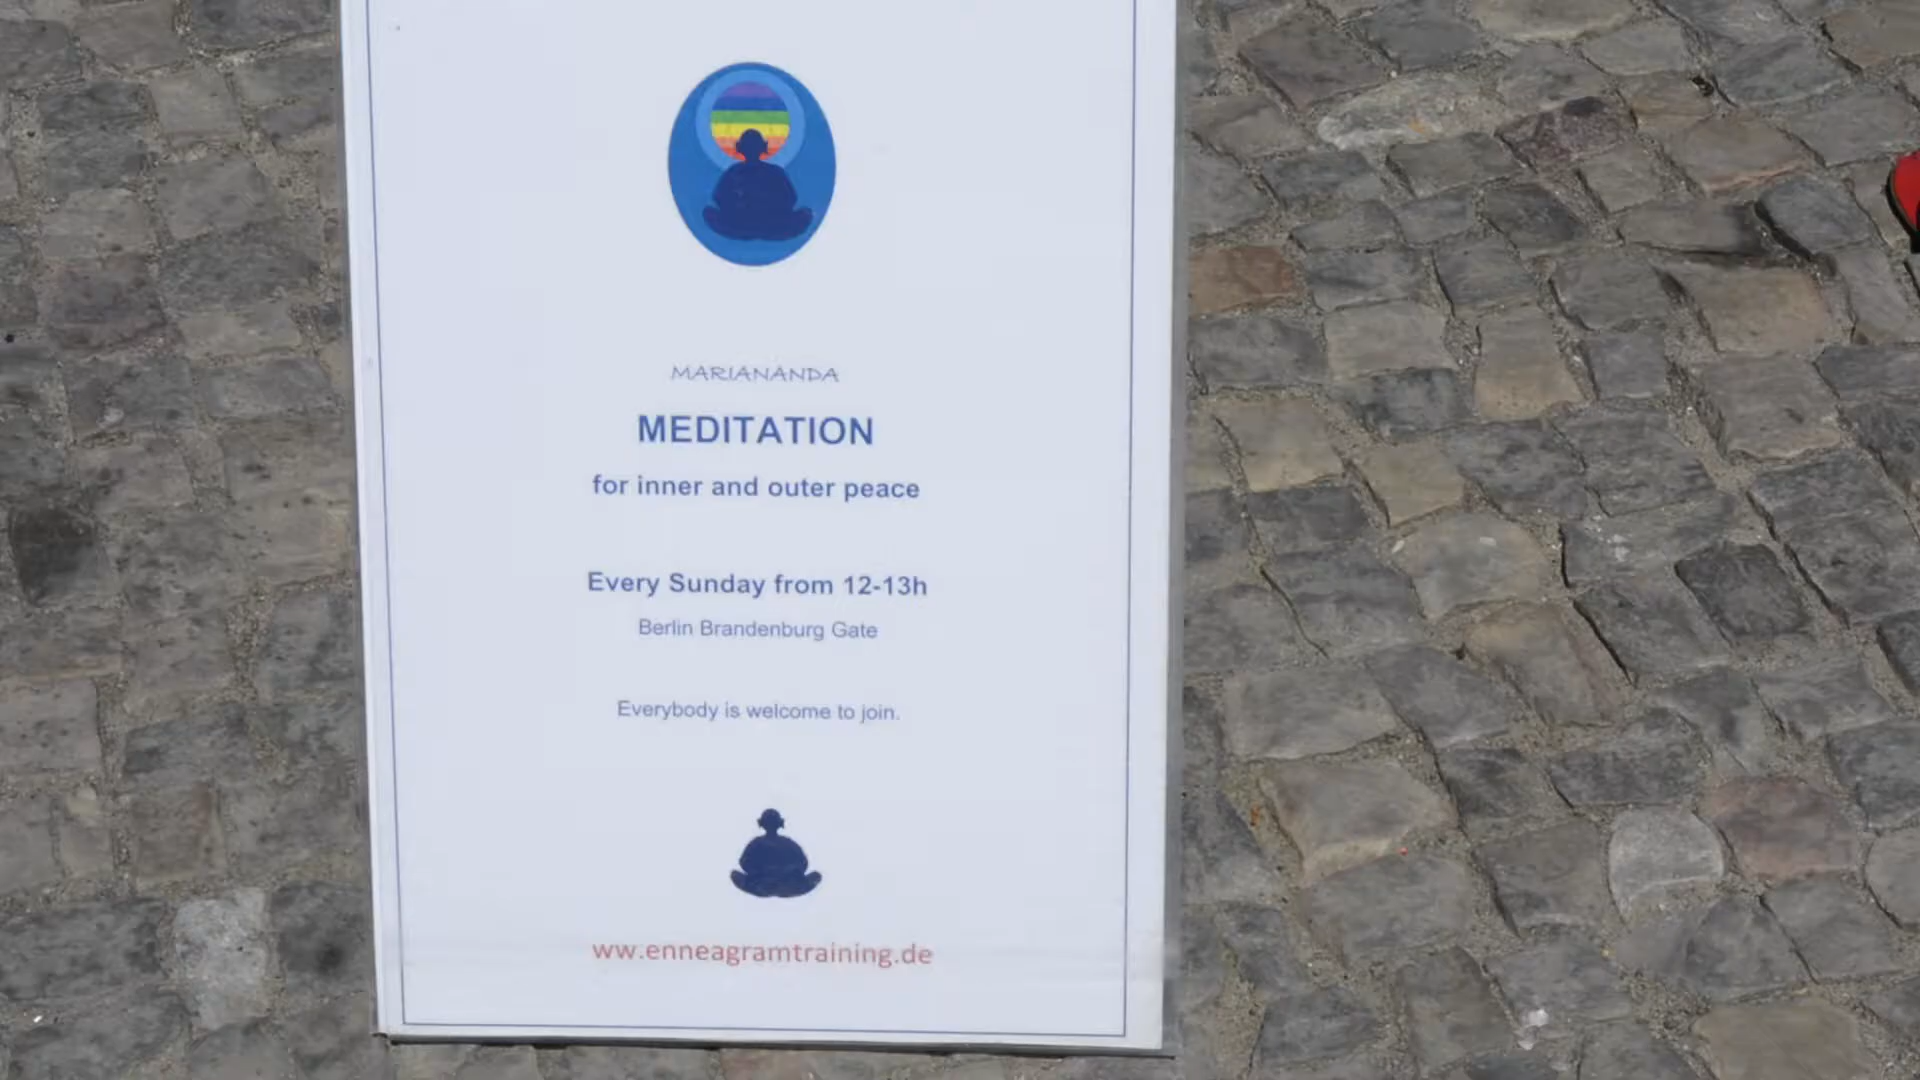 MARIANANDA
MEDITATION
for inner and outer peace
Every Sunday from 12-13h
Berlin Brandenburg Gate
Everybody is welcome to join.
ww.enneagramtraining.de